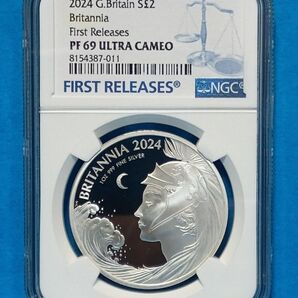 2024 G.Britain S£2
Britannia
First Releases
PF 69 ULTRA CAMEO
8154387-011
NGC
FIRST RELEASES®
BRITANNIA 2024
1OZ 999 FINE SILVER